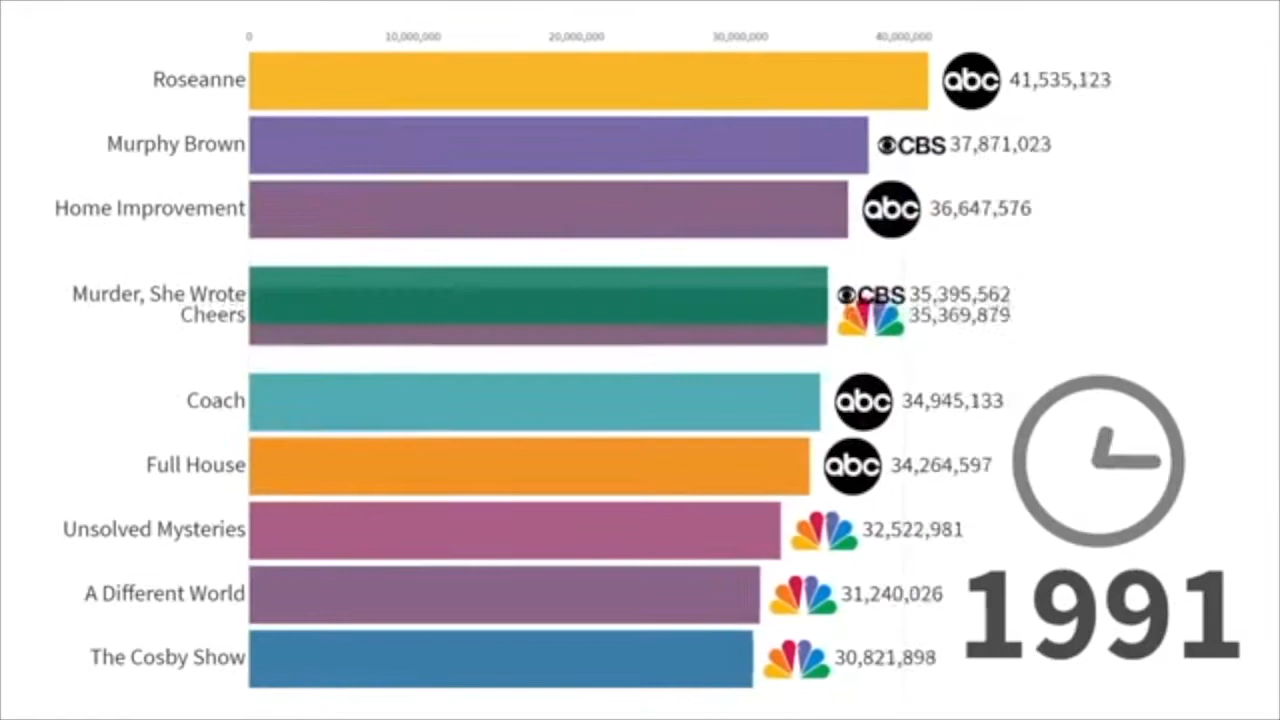 0 10,000,000 20,000,000 30,000,000 40,000,000
Roseanne abc 41,535,123
Murphy Brown CBS 37,871,023
Home Improvement abc 36,647,576
Murder, She Wrote CBS 35,395,562
Cheers 35,369,879
Coach abc 34,945,133
Full House abc 34,264,597
Unsolved Mysteries 32,522,981
A Different World 31,240,026
The Cosby Show 30,821,898
1991